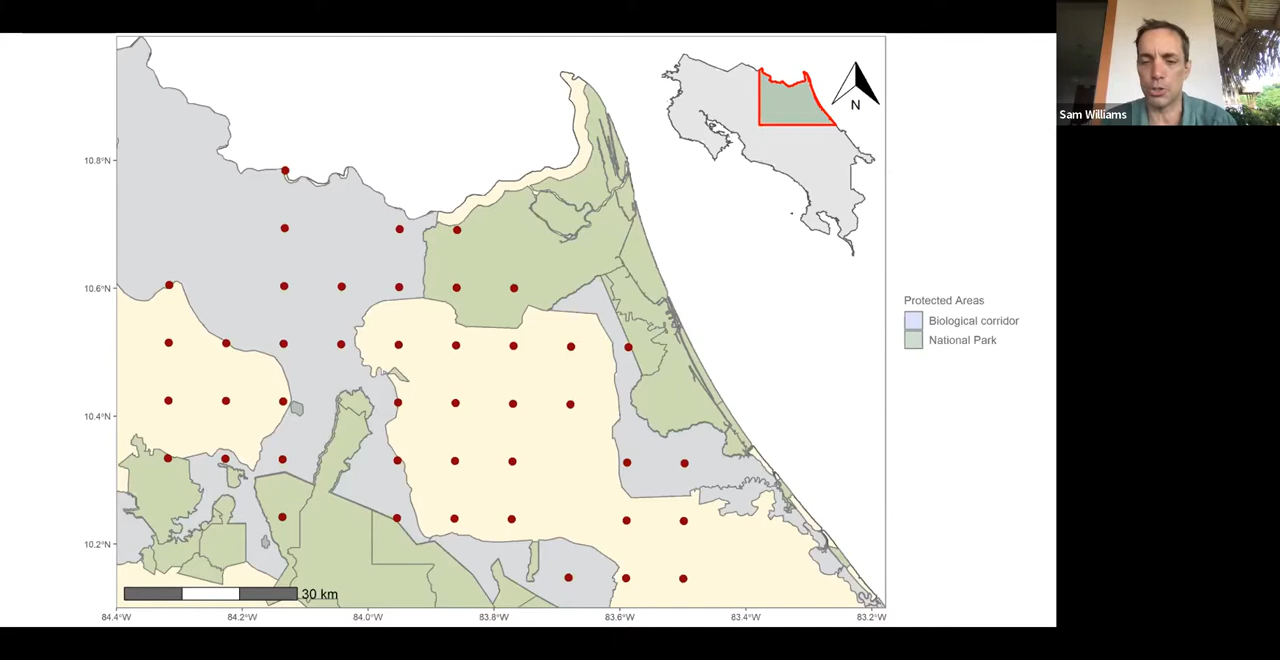 Sam Williams
N
10.8°N
10.6°N
10.4°N
10.2°N
Protected Areas
Biological corridor
National Park
30 km
84.4°W
84.2°W
84.0°W
83.8°W
83.6°W
83.4°W
83.2°W